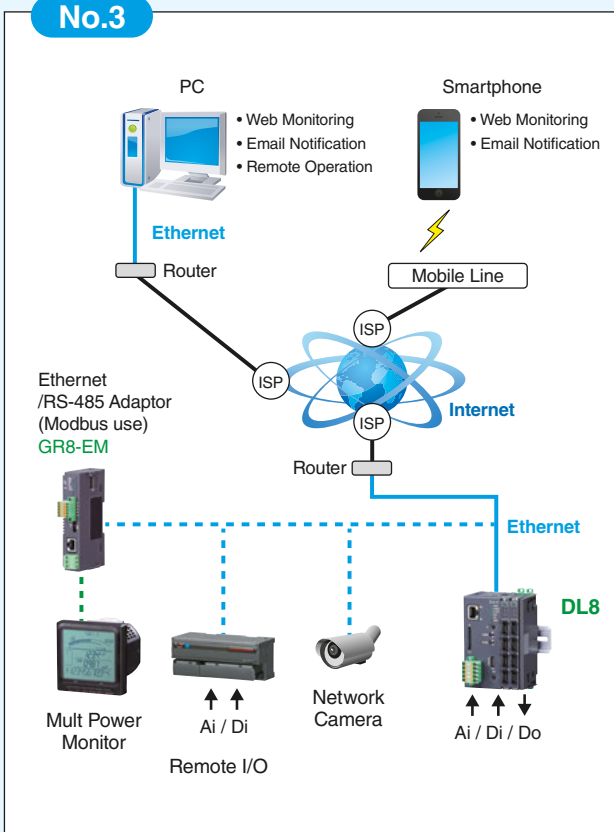 No.3
PC
• Web Monitoring
• Email Notification
• Remote Operation
Smartphone
• Web Monitoring
• Email Notification
Ethernet
Router
Mobile Line
ISP
ISP
Internet
ISP
Ethernet
/RS-485 Adaptor
(Modbus use)
GR8-EM
Router
Ethernet
DL8
Mult Power
Monitor
Ai / Di
Remote I/O
Network
Camera
Ai / Di / Do